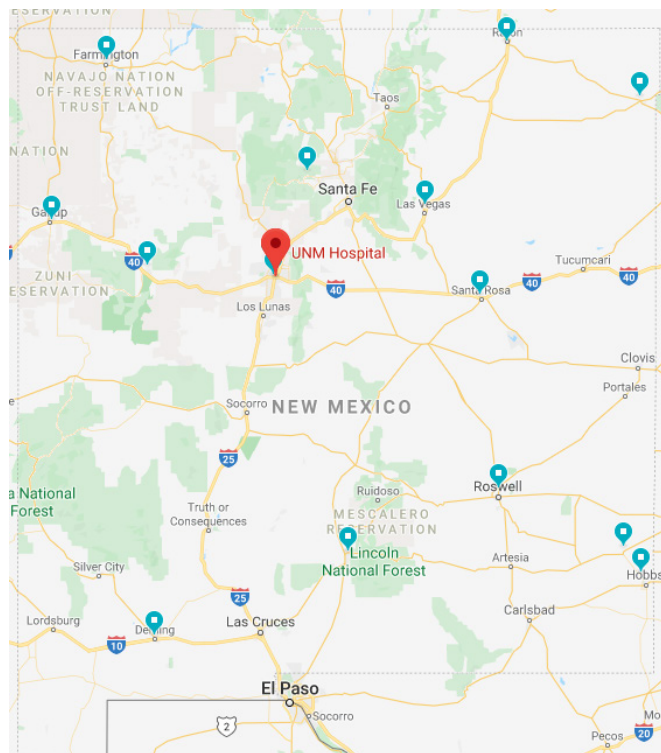 Farmington
NAVAJO NATION
OFF-RESERVATION
TRUST LAND
Raton
Taos
NATION
Santa Fe
Las Vegas
Gallup
UNM Hospital
40
ZUNI
RESERVATION
40
Los Lunas
Santa Rosa
40
Tucumcari
40
Clovis
Portales
Socorro
NEW MEXICO
25
Roswell
Ruidoso
a National
Forest
MESCALERO
RESERVATION
Truth or
Consequences
Lincoln
National Forest
Artesia
Silver City
Hobbs
25
Carlsbad
Lordsburg
Deming
Las Cruces
10
El Paso
Socorro
2
Mo
Pecos
20